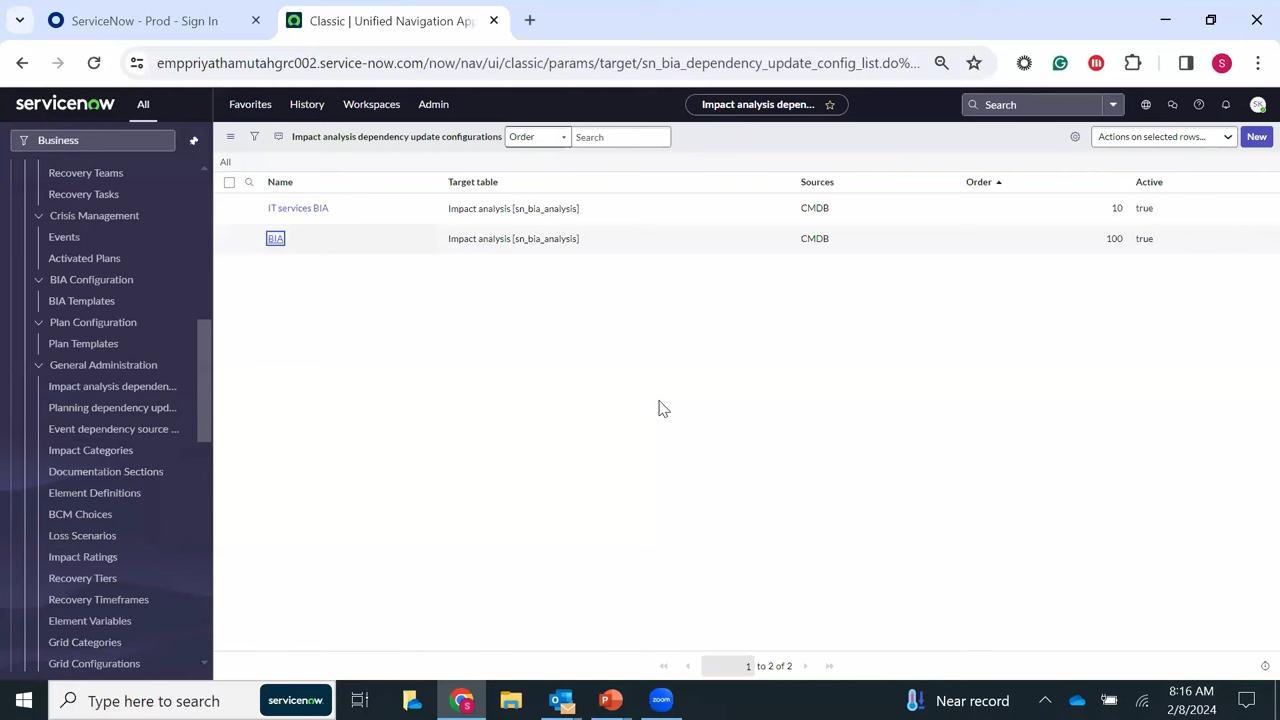 ServiceNow - Prod - Sign In
Classic | Unified Navigation App
emppriyathamutahgrc002.service-now.com/now/nav/ui/classic/params/target/sn_bia_dependency_update_config_list.do%...
S
servicenow
All
Favorites
History
Workspaces
Admin
Impact analysis depen...
Search
SK
Business
Impact analysis dependency update configurations
Order
Search
Actions on selected rows...
New
All
Name
Target table
Sources
Order
Active
IT services BIA
Impact analysis [sn_bia_analysis]
CMDB
10
true
BIA
Impact analysis [sn_bia_analysis]
CMDB
100
true
Recovery Teams
Recovery Tasks
Crisis Management
Events
Activated Plans
BIA Configuration
BIA Templates
Plan Configuration
Plan Templates
General Administration
Impact analysis dependen...
Planning dependency upd...
Event dependency source ...
Impact Categories
Documentation Sections
Element Definitions
BCM Choices
Loss Scenarios
Impact Ratings
Recovery Tiers
Recovery Timeframes
Element Variables
Grid Categories
Grid Configurations
1 to 2 of 2
Type here to search
servicenow.
S
P
zoom
Near record
8:16 AM
2/8/2024